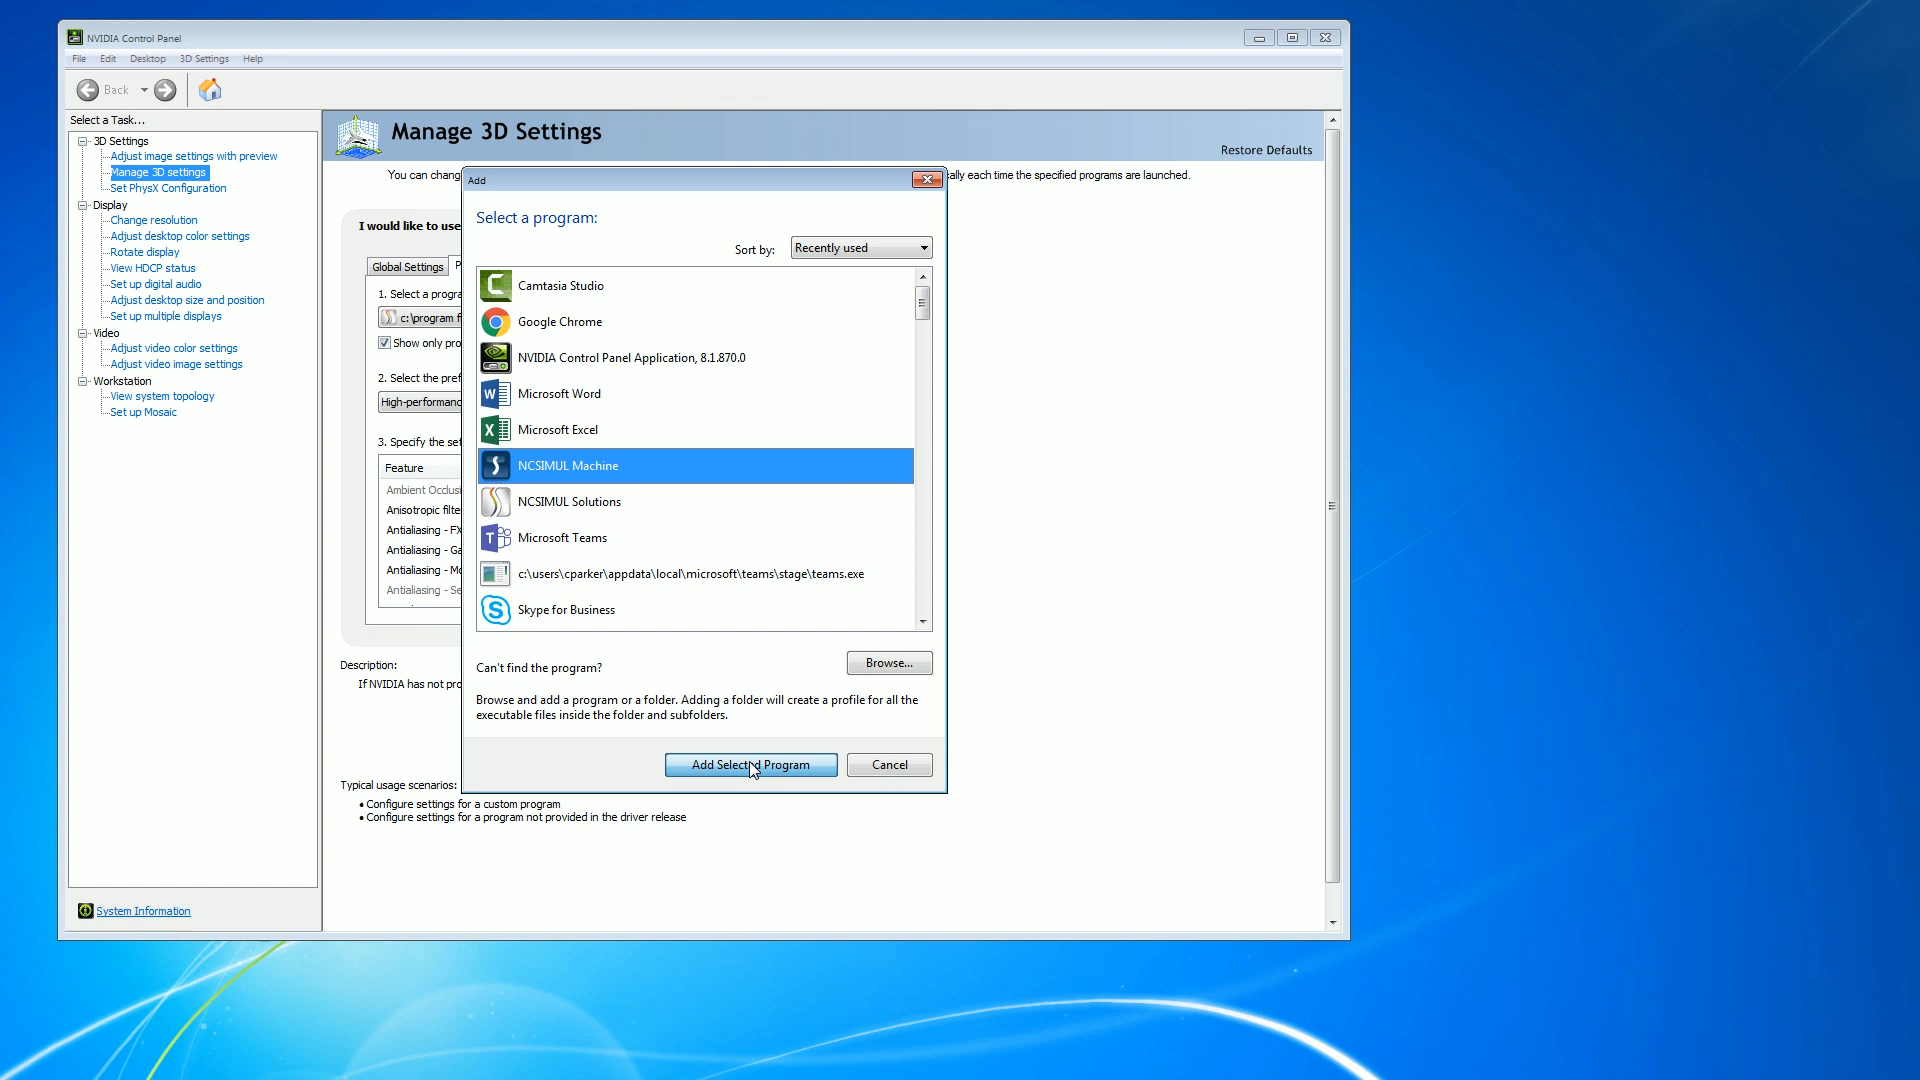 NVIDIA Control Panel
File Edit Desktop 3D Settings Help
Back
Select a Task...
3D Settings
Adjust image settings with preview
Manage 3D settings
Set PhysX Configuration
Display
Change resolution
Adjust desktop color settings
Rotate display
View HDCP status
Set up digital audio
Adjust desktop size and position
Set up multiple displays
Video
Adjust video color settings
Adjust video image settings
Workstation
View system topology
Set up Mosaic
System Information
Manage 3D Settings
Restore Defaults
You can chang
ally each time the specified programs are launched.
I would like to use
Global Settings P
1. Select a progra
c:\program f
Show only pro
2. Select the pref
High-performanc
3. Specify the set
Feature
Ambient Occlusi
Anisotropic filte
Antialiasing - FX
Antialiasing - Ga
Antialiasing - Mo
Antialiasing - Se
Description:
If NVIDIA has not pro
Typical usage scenarios:
• Configure settings for a custom program
• Configure settings for a program not provided in the driver release
Add
Select a program:
Sort by: Recently used
Camtasia Studio
Google Chrome
NVIDIA Control Panel Application, 8.1.870.0
Microsoft Word
Microsoft Excel
NCSIMUL Machine
NCSIMUL Solutions
Microsoft Teams
c:\users\cparker\appdata\local\microsoft\teams\stage\teams.exe
Skype for Business
Can't find the program?
Browse...
Browse and add a program or a folder. Adding a folder will create a profile for all the
executable files inside the folder and subfolders.
Add Selected Program
Cancel